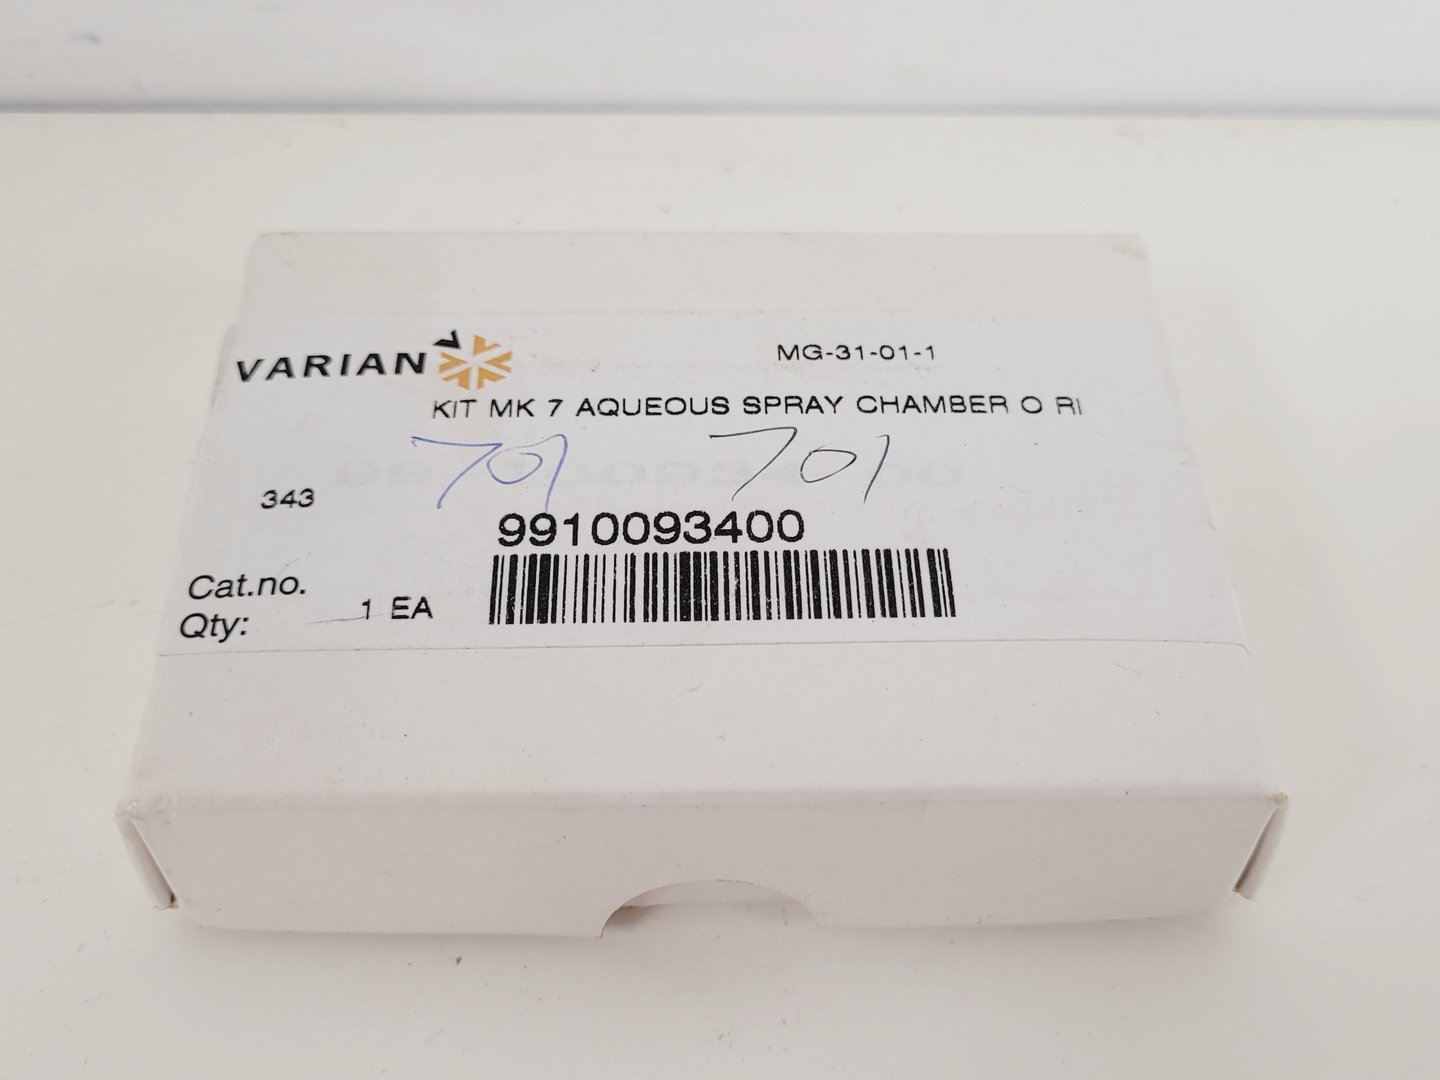 VARIAN
MG-31-01-1
KIT MK 7 AQUEOUS SPRAY CHAMBER O RI
701 701
343
9910093400
Cat.no.
Qty: 1 EA